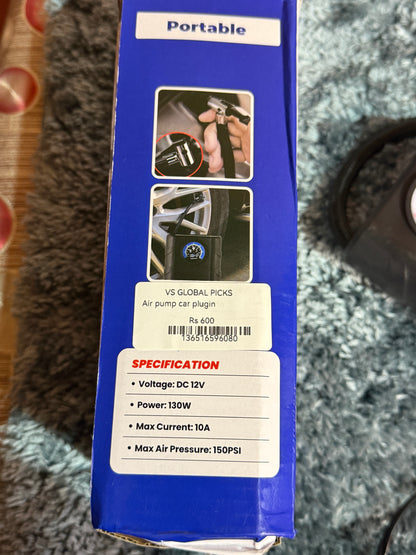 Portable
VS GLOBAL PICKS
Air pump car plugin
Rs 600
136516596080
SPECIFICATION
• Voltage: DC 12V
• Power: 130W
• Max Current: 10A
• Max Air Pressure: 150PSI